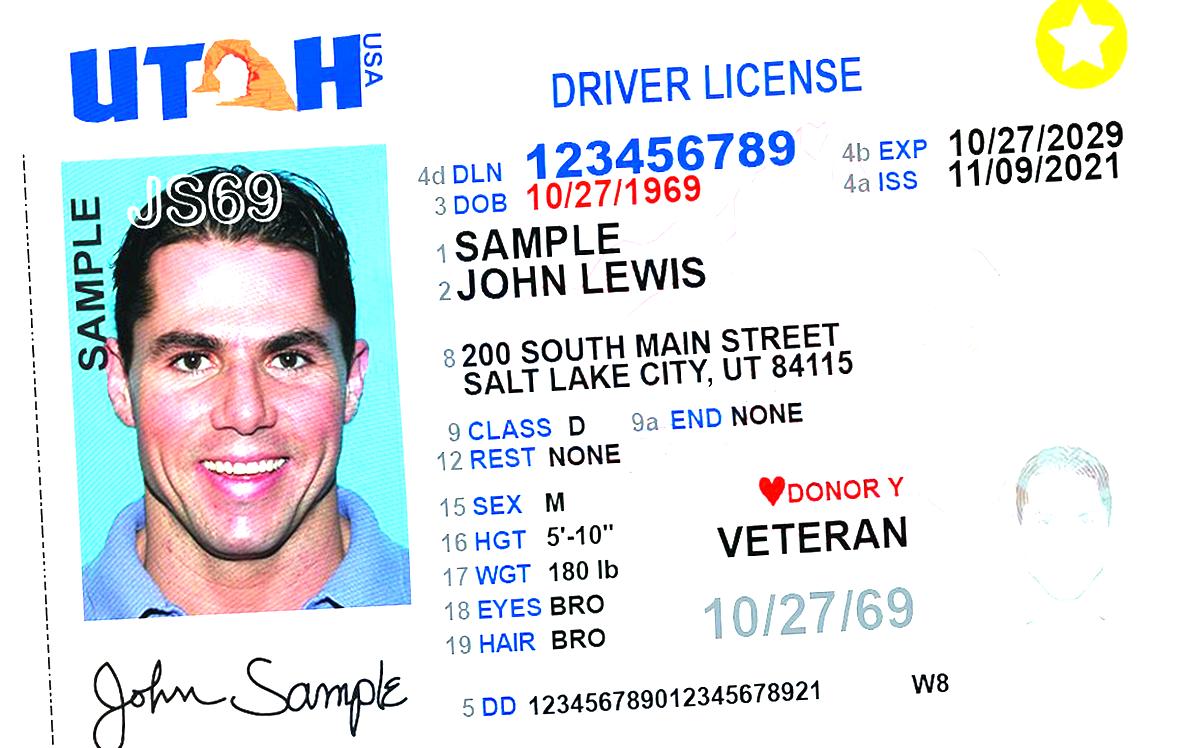 UTAH USA
DRIVER LICENSE
4d DLN 123456789
3 DOB 10/27/1969
4b EXP 10/27/2029
4a ISS 11/09/2021
1 SAMPLE
2 JOHN LEWIS
8 200 SOUTH MAIN STREET
SALT LAKE CITY, UT 84115
9 CLASS D 9a END NONE
12 REST NONE
15 SEX M
16 HGT 5'-10"
17 WGT 180 lb
18 EYES BRO
19 HAIR BRO
DONOR Y
VETERAN
10/27/69
5 DD 123456789012345678921
W8
SAMPLE
JS69
John Sample